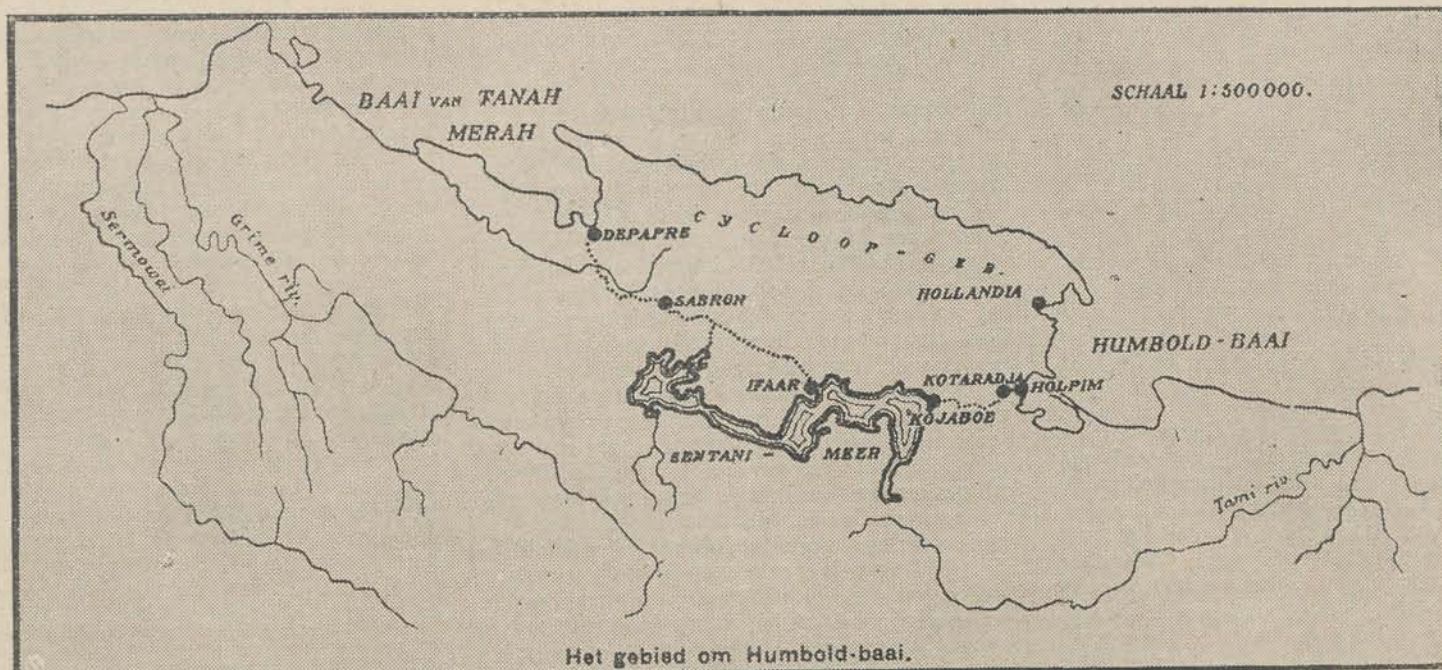 BAAI VAN TANAH
MERAH
SCHAAL 1:500000.
Sermowai
Grime riv.
DEPAPRE
CYCLOOP-GEB.
SABRON
HOLLANDIA
HUMBOLD-BAAI
IFAAR
KOTARADJA
HOLPIM
KOJABOE
SENTANI-
MEER
Tami riv.
Het gebied om Humbold-baai.